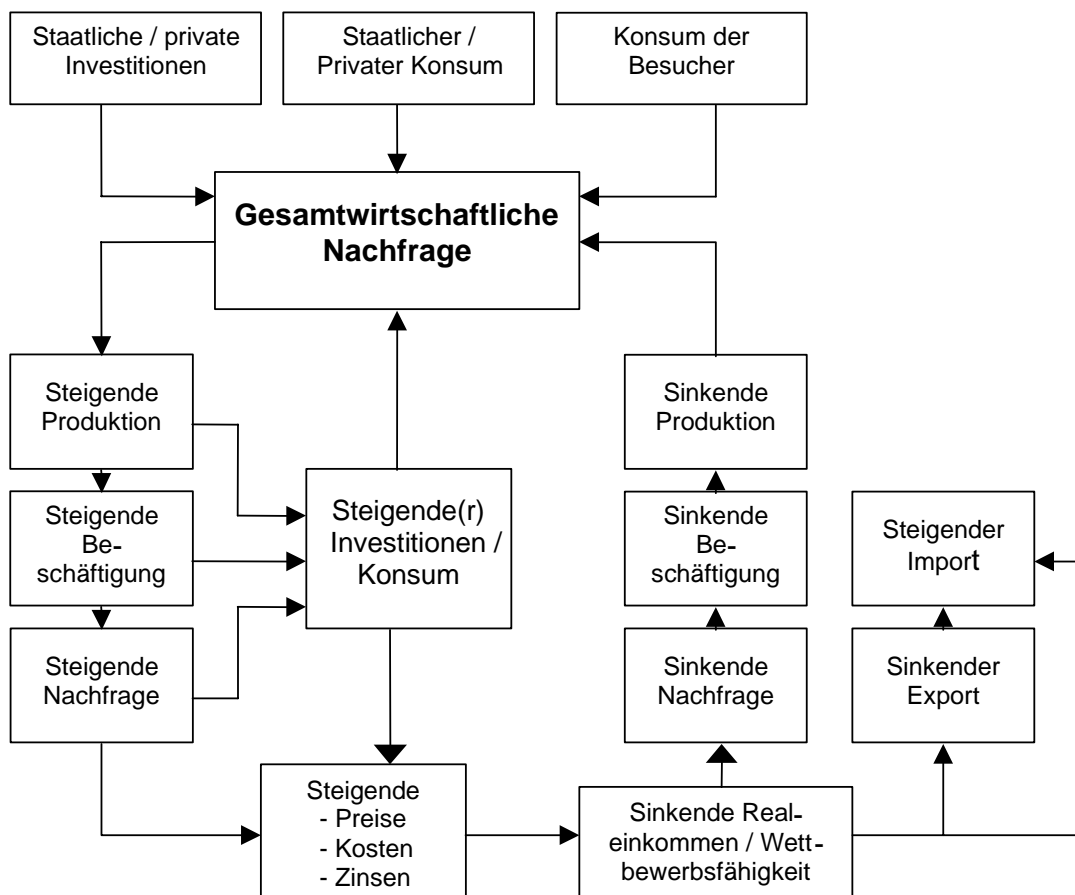 Staatliche / private
Investitionen
Staatlicher /
Privater Konsum
Konsum der
Besucher
Gesamtwirtschaftliche
Nachfrage
Steigende
Produktion
Sinkende
Produktion
Steigende(r)
Investitionen /
Konsum
Steigende
Be-
schäftigung
Sinkende
Be-
schäftigung
Steigender
Import
Steigende
Nachfrage
Sinkende
Nachfrage
Sinkender
Export
Steigende
- Preise
- Kosten
- Zinsen
Sinkende Real-
einkommen / Wett-
bewerbsfähigkeit